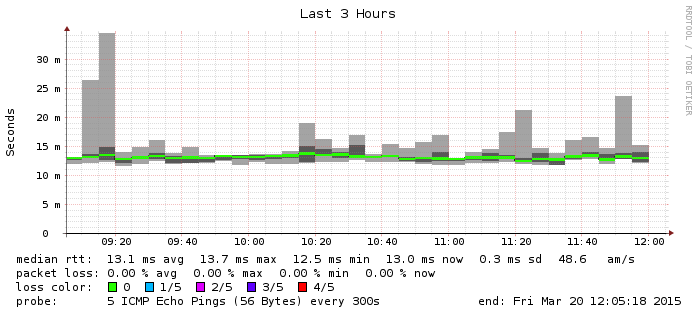 Last 3 Hours
RRDTOOL / TOBI OETIKER
Seconds
30 m
25 m
20 m
15 m
10 m
5 m
0
09:20 09:40 10:00 10:20 10:40 11:00 11:20 11:40 12:00
median rtt: 13.1 ms avg 13.7 ms max 12.5 ms min 13.0 ms now 0.3 ms sd 48.6 am/s
packet loss: 0.00 % avg 0.00 % max 0.00 % min 0.00 % now
loss color: 0 1/5 2/5 3/5 4/5
probe: 5 ICMP Echo Pings (56 Bytes) every 300s end: Fri Mar 20 12:05:18 2015